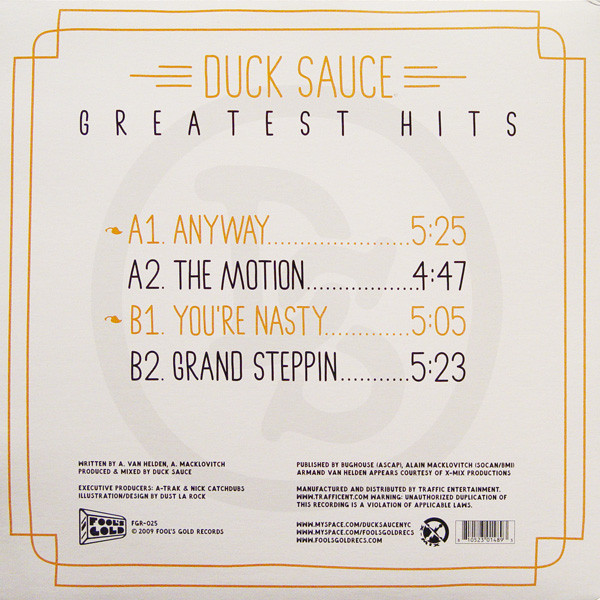 DUCK SAUCE
GREATEST HITS
A1. ANYWAY......................5:25
A2. THE MOTION.................4:47
B1. YOU'RE NASTY..............5:05
B2. GRAND STEPPIN...........5:23
WRITTEN BY A. VAN HELDEN, A. MACKLOVITCH
PRODUCED & MIXED BY DUCK SAUCE
EXECUTIVE PRODUCERS: A-TRAK & NICK CATCHDUBS
ILLUSTRATION/DESIGN BY DUST LA ROCK
FOOL'S
GOLD
FGR-025
© 2009 FOOL'S GOLD RECORDS
PUBLISHED BY BUGHOUSE (ASCAP), ALAIN MACKLOVITCH (SOCAN/BMI)
ARMAND VAN HELDEN APPEARS COURTESY OF X-MIX PRODUCTIONS
MANUFACTURED AND DISTRIBUTED BY TRAFFIC ENTERTAINMENT.
WWW.TRAFFICENT.COM WARNING: UNAUTHORIZED DUPLICATION OF
THIS RECORDING IS A VIOLATION OF APPLICABLE LAWS.
WWW.MYSPACE.COM/DUCKSAUCENYC
WWW.MYSPACE.COM/FOOLSGOLDRECS
WWW.FOOLSGOLDRECS.COM
8 10523 01489 3